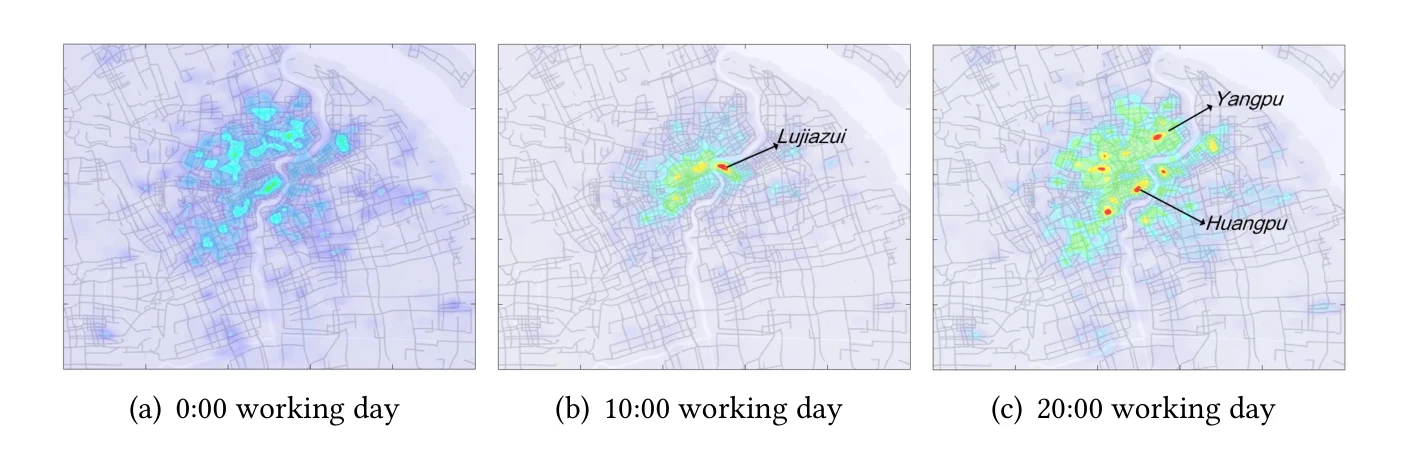 Lujiazui
Yangpu
Huangpu
(a) 0:00 working day
(b) 10:00 working day
(c) 20:00 working day